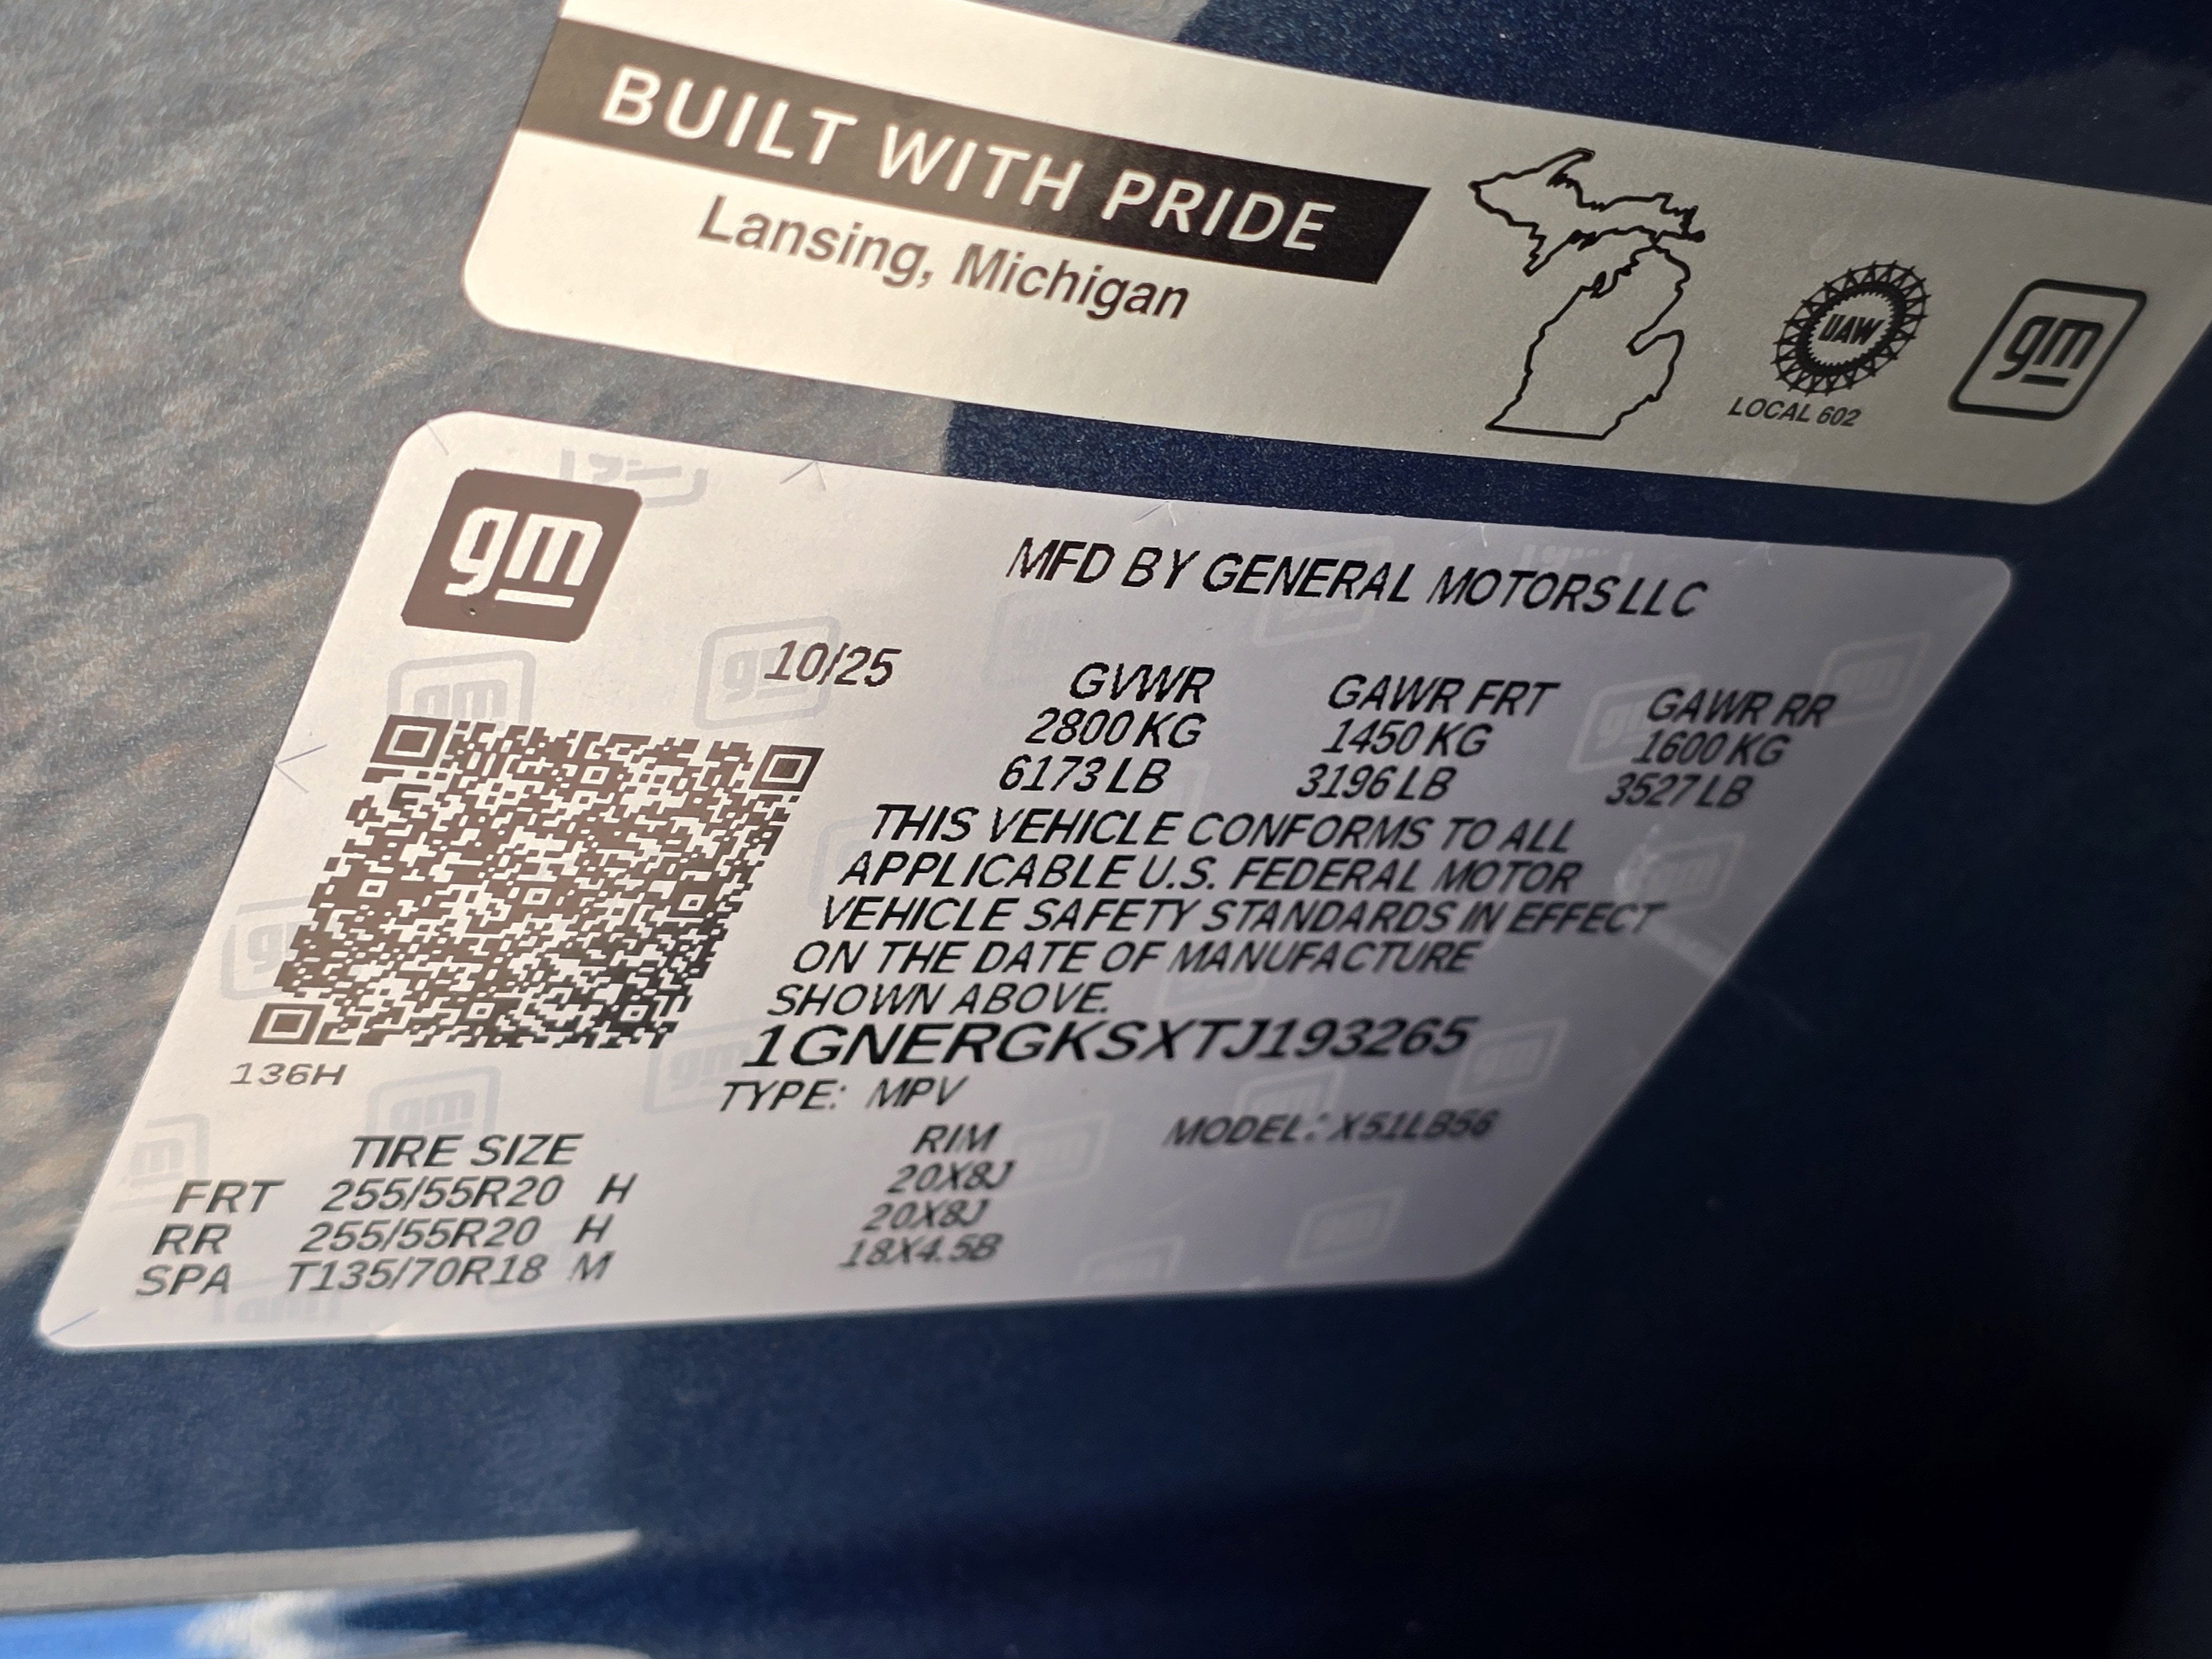 BUILT WITH PRIDE
Lansing, Michigan
UAW
LOCAL 602
gm
gm
MFD BY GENERAL MOTORS LLC
10/25
GVWR GAWR FRT GAWR RR
2800 KG 1450 KG 1600 KG
6173 LB 3196 LB 3527 LB
THIS VEHICLE CONFORMS TO ALL
APPLICABLE U.S. FEDERAL MOTOR
VEHICLE SAFETY STANDARDS IN EFFECT
ON THE DATE OF MANUFACTURE
SHOWN ABOVE.
1GNERGKSXTJ193265
136H
TYPE: MPV
MODEL: X51LB56
TIRE SIZE RIM
FRT 255/55R20 H 20X8J
RR 255/55R20 H 20X8J
SPA T135/70R18 M 18X4.5B